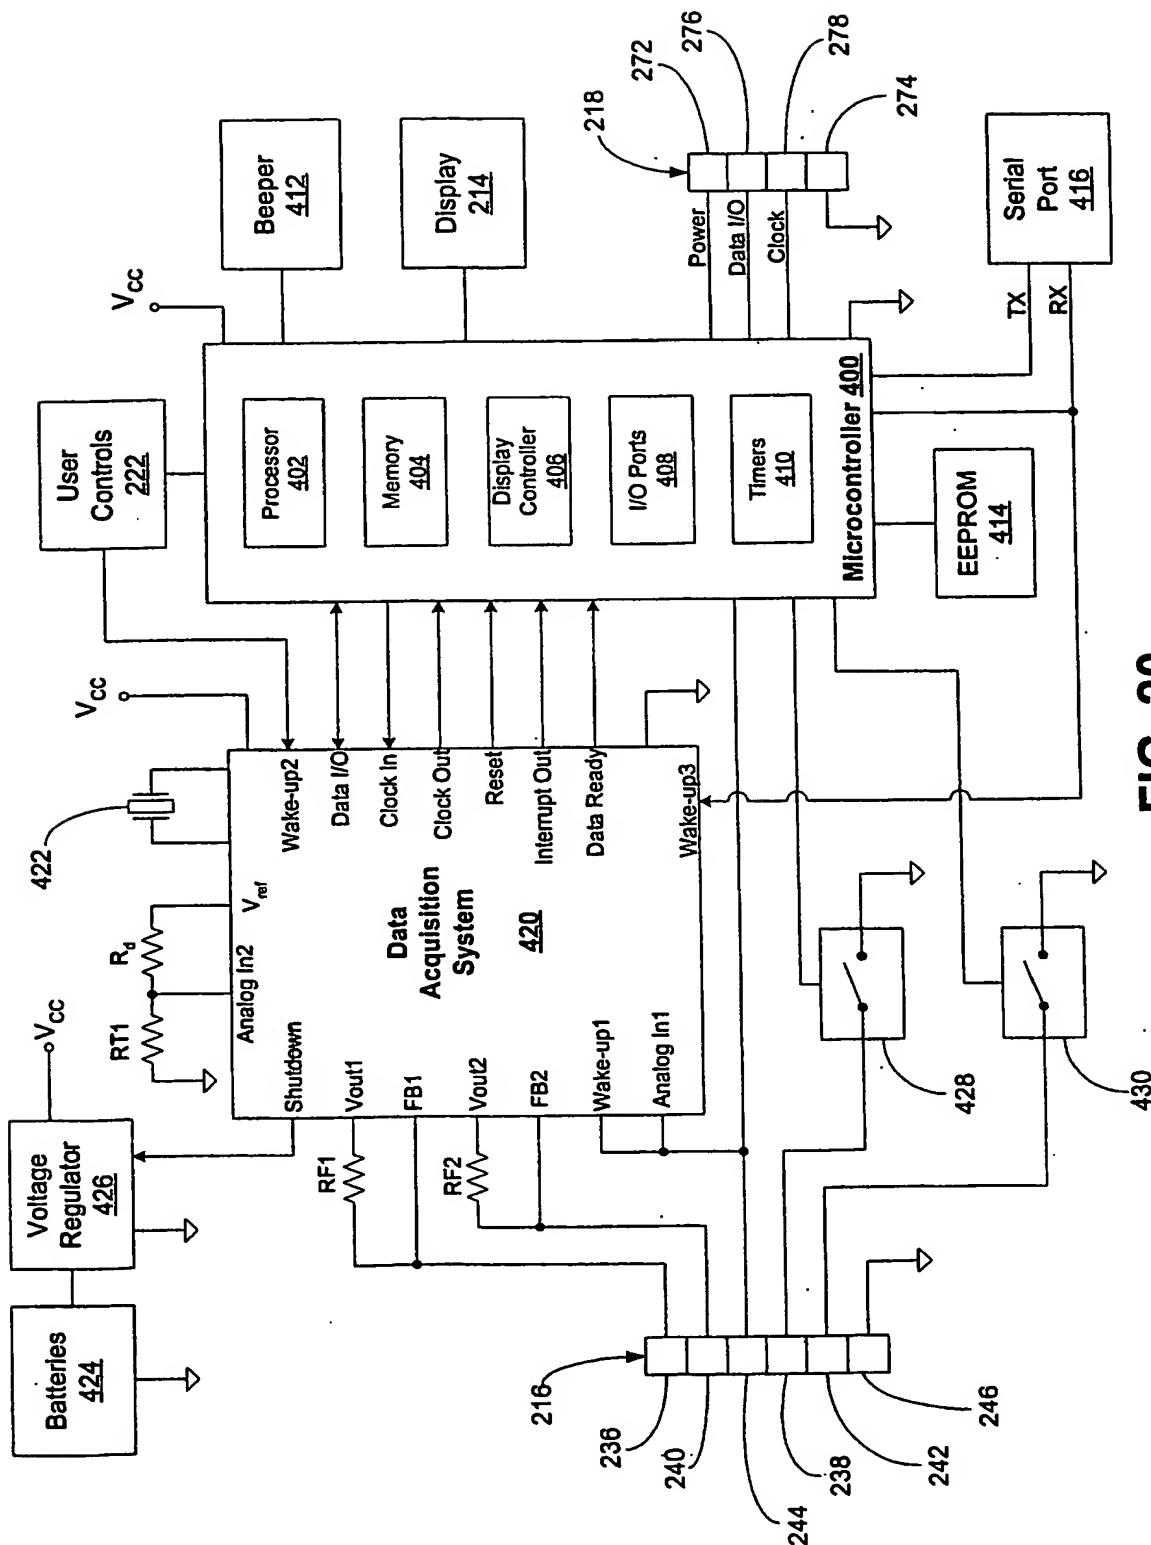 Batteries
424
Voltage
Regulator
426
VCC
RT1
Rd
422
VCC
User
Controls
222
VCC
Beeper
412
Display
214
Shutdown
Analog In2
Vref
Wake-up2
Vout1
FB1
Vout2
FB2
Wake-up1
Analog In1
Data
Acquisition
System
420
Data I/O
Clock In
Clock Out
Reset
Interrupt Out
Data Ready
Wake-up3
RF1
RF2
Processor
402
Memory
404
Display
Controller
406
I/O Ports
408
Timers
410
Microcontroller 400
Power
Data I/O
Clock
218
272
276
278
274
216
236
240
244
238
242
246
428
430
EEPROM
414
TX
RX
Serial
Port
416